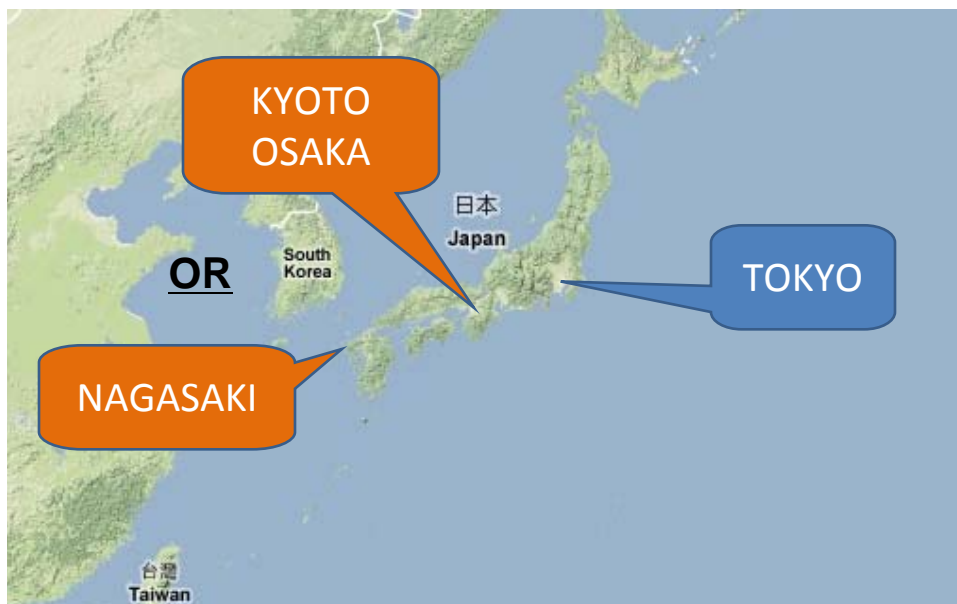 KYOTO
OSAKA
日本
Japan
South
Korea
OR
TOKYO
NAGASAKI
台灣
Taiwan